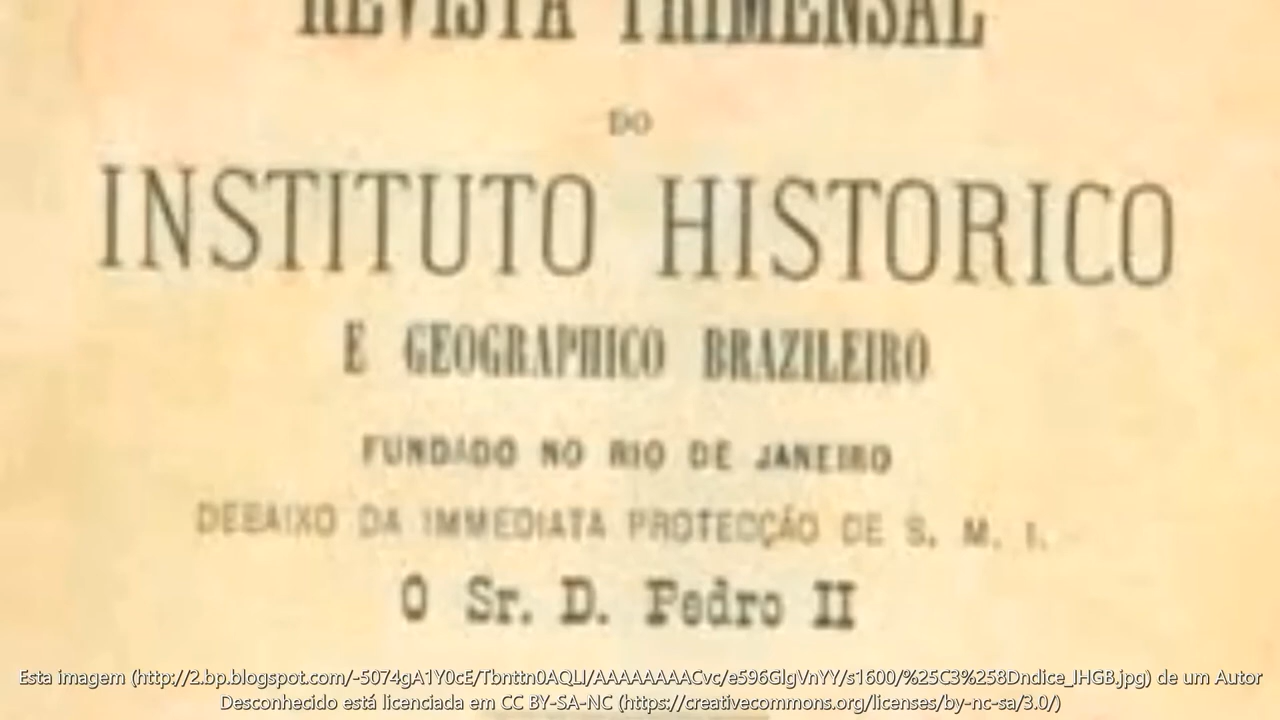 REVISTA TRIMENSAL
DO
INSTITUTO HISTORICO
E GEOGRAPHICO BRAZILEIRO
FUNDADO NO RIO DE JANEIRO
DEBAIXO DA IMMEDIATA PROTECÇÃO DE S. M. I.
O Sr. D. Pedro II
Esta imagem (http://2.bp.blogspot.com/-5074gA1Y0cE/Tbnttn0AQLI/AAAAAAAACvc/e596GlgVnYY/s1600/%25C3%258Dndice_IHGB.jpg) de um Autor
Desconhecido está licenciada em CC BY-SA-NC (https://creativecommons.org/licenses/by-nc-sa/3.0/)